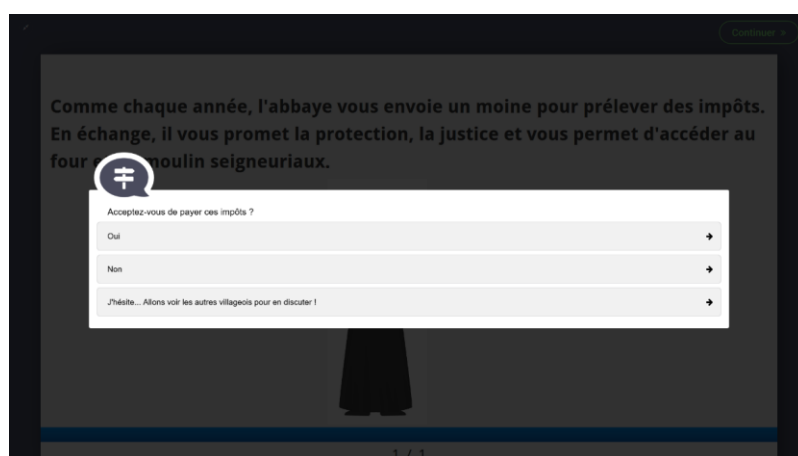 Continuer >
Comme chaque année, l'abbaye vous envoie un moine pour prélever des impôts.
En échange, il vous promet la protection, la justice et vous permet d'accéder au
four moulin seigneuriaux.
Acceptez-vous de payer ces impôts ?
Oui
Non
J'hésite... Allons voir les autres villageois pour en discuter !
1 / 1